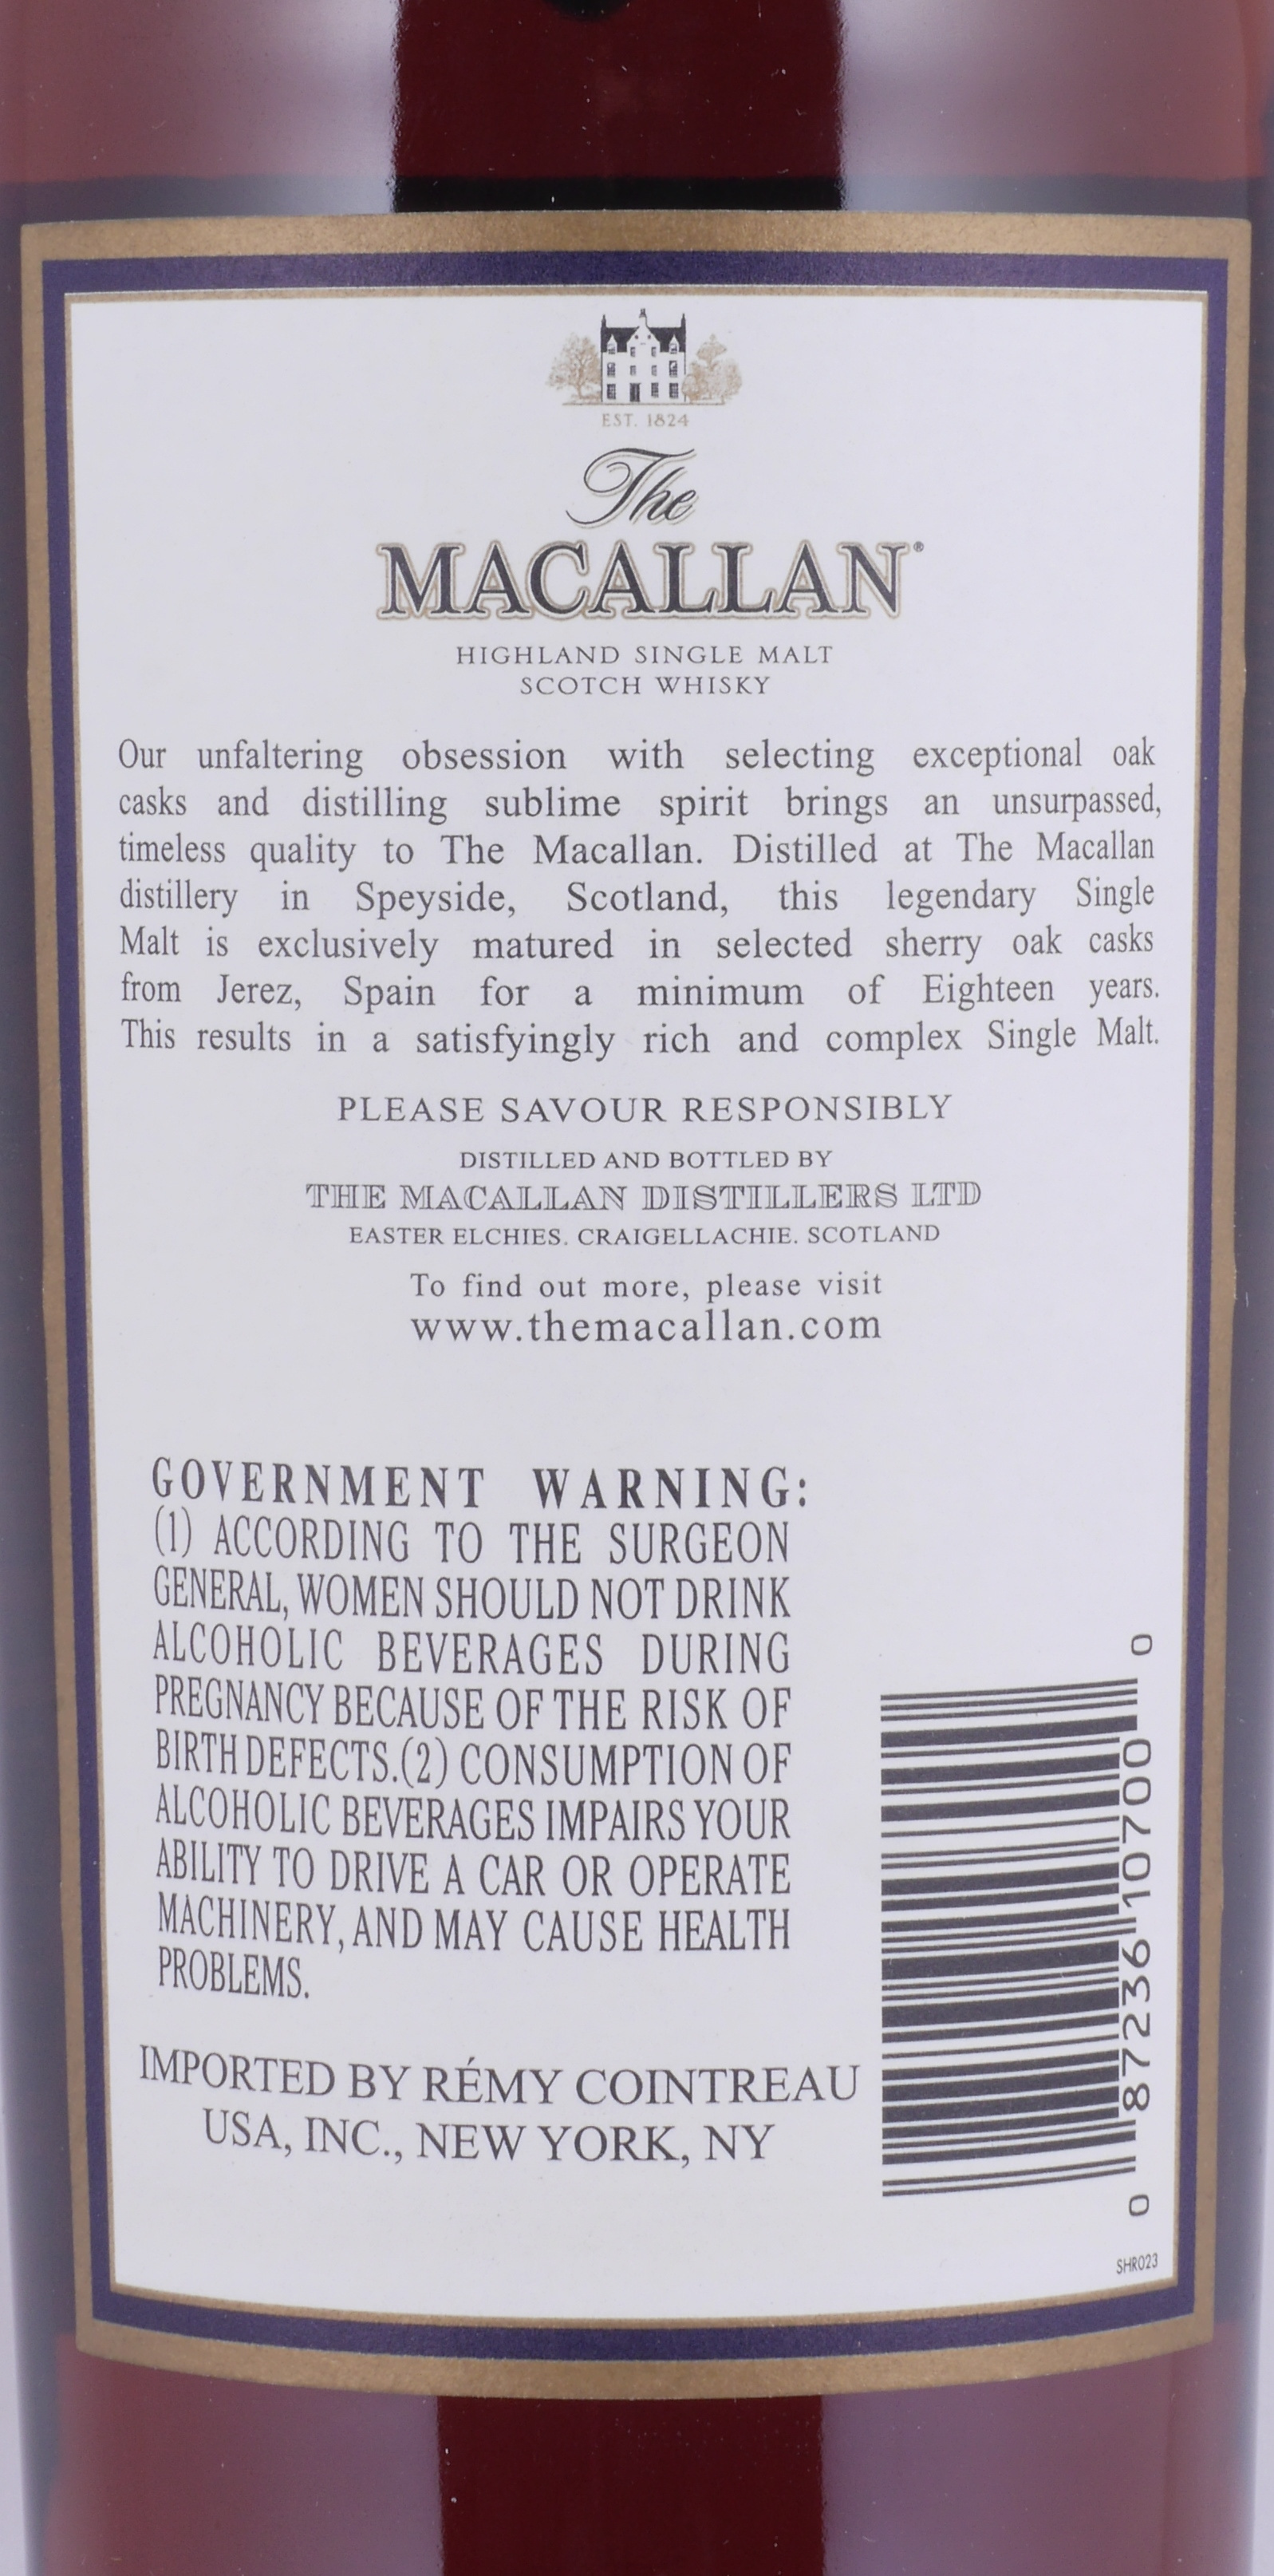 EST. 1824
The
MACALLAN®
HIGHLAND SINGLE MALT
SCOTCH WHISKY
Our unfaltering obsession with selecting exceptional oak
casks and distilling sublime spirit brings an unsurpassed,
timeless quality to The Macallan. Distilled at The Macallan
distillery in Speyside, Scotland, this legendary Single
Malt is exclusively matured in selected sherry oak casks
from Jerez, Spain for a minimum of Eighteen years.
This results in a satisfyingly rich and complex Single Malt.
PLEASE SAVOUR RESPONSIBLY
DISTILLED AND BOTTLED BY
THE MACALLAN DISTILLERS LTD
EASTER ELCHIES. CRAIGELLACHIE. SCOTLAND
To find out more, please visit
www.themacallan.com
GOVERNMENT WARNING:
(1) ACCORDING TO THE SURGEON
GENERAL, WOMEN SHOULD NOT DRINK
ALCOHOLIC BEVERAGES DURING
PREGNANCY BECAUSE OF THE RISK OF
BIRTH DEFECTS.(2) CONSUMPTION OF
ALCOHOLIC BEVERAGES IMPAIRS YOUR
ABILITY TO DRIVE A CAR OR OPERATE
MACHINERY, AND MAY CAUSE HEALTH
PROBLEMS.
IMPORTED BY RÉMY COINTREAU
USA, INC., NEW YORK, NY
0 87236 10700 0
SHR023